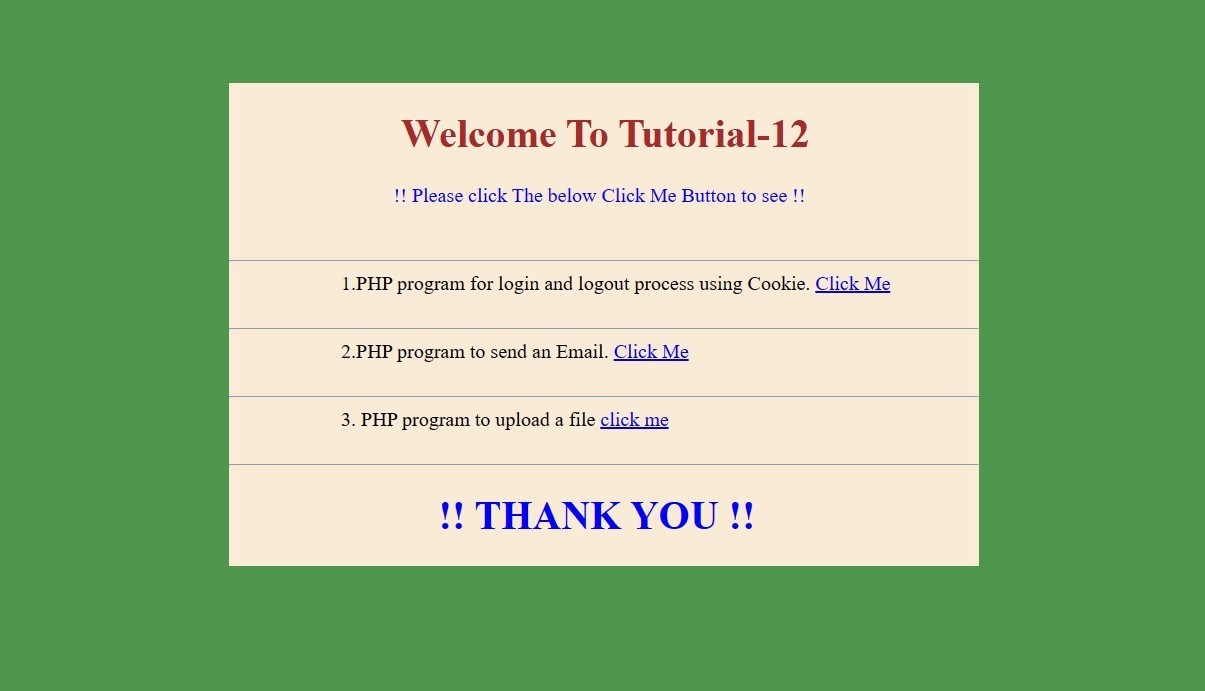 Welcome To Tutorial-12
!! Please click The below Click Me Button to see !!
1.PHP program for login and logout process using Cookie. Click Me
2.PHP program to send an Email. Click Me
3. PHP program to upload a file click me
!! THANK YOU !!